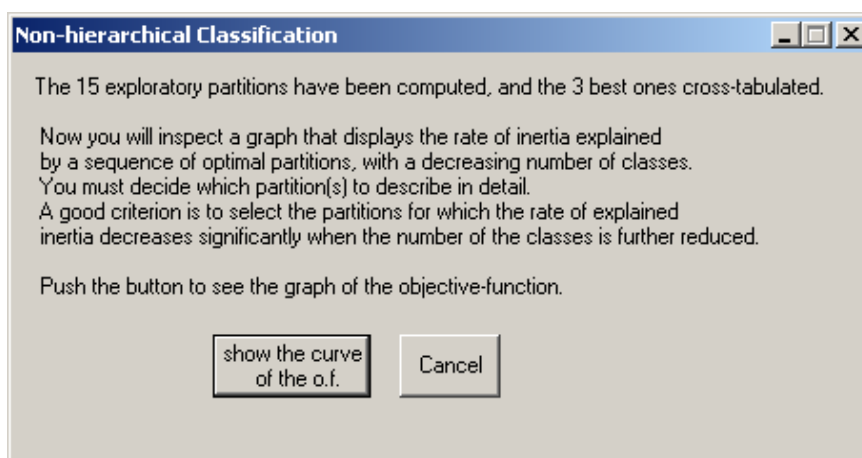 Non-hierarchical Classification
The 15 exploratory partitions have been computed, and the 3 best ones cross-tabulated.
Now you will inspect a graph that displays the rate of inertia explained
by a sequence of optimal partitions, with a decreasing number of classes.
You must decide which partition(s) to describe in detail.
A good criterion is to select the partitions for which the rate of explained
inertia decreases significantly when the number of the classes is further reduced.
Push the button to see the graph of the objective-function.
show the curve
of the o.f.
Cancel